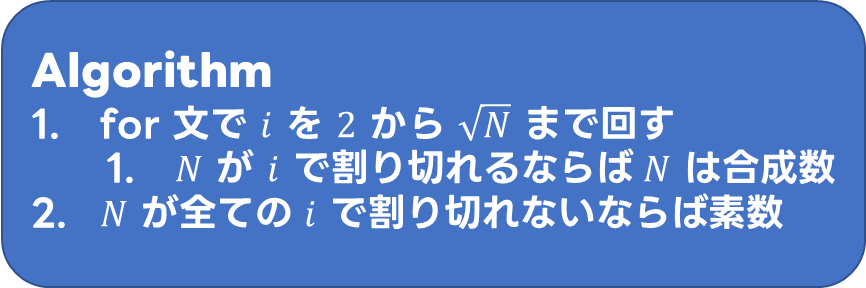 Algorithm
1. for 文で i を 2 から √N まで回す
1. N が i で割り切れるならば N は合成数
2. N が全ての i で割り切れないならば素数